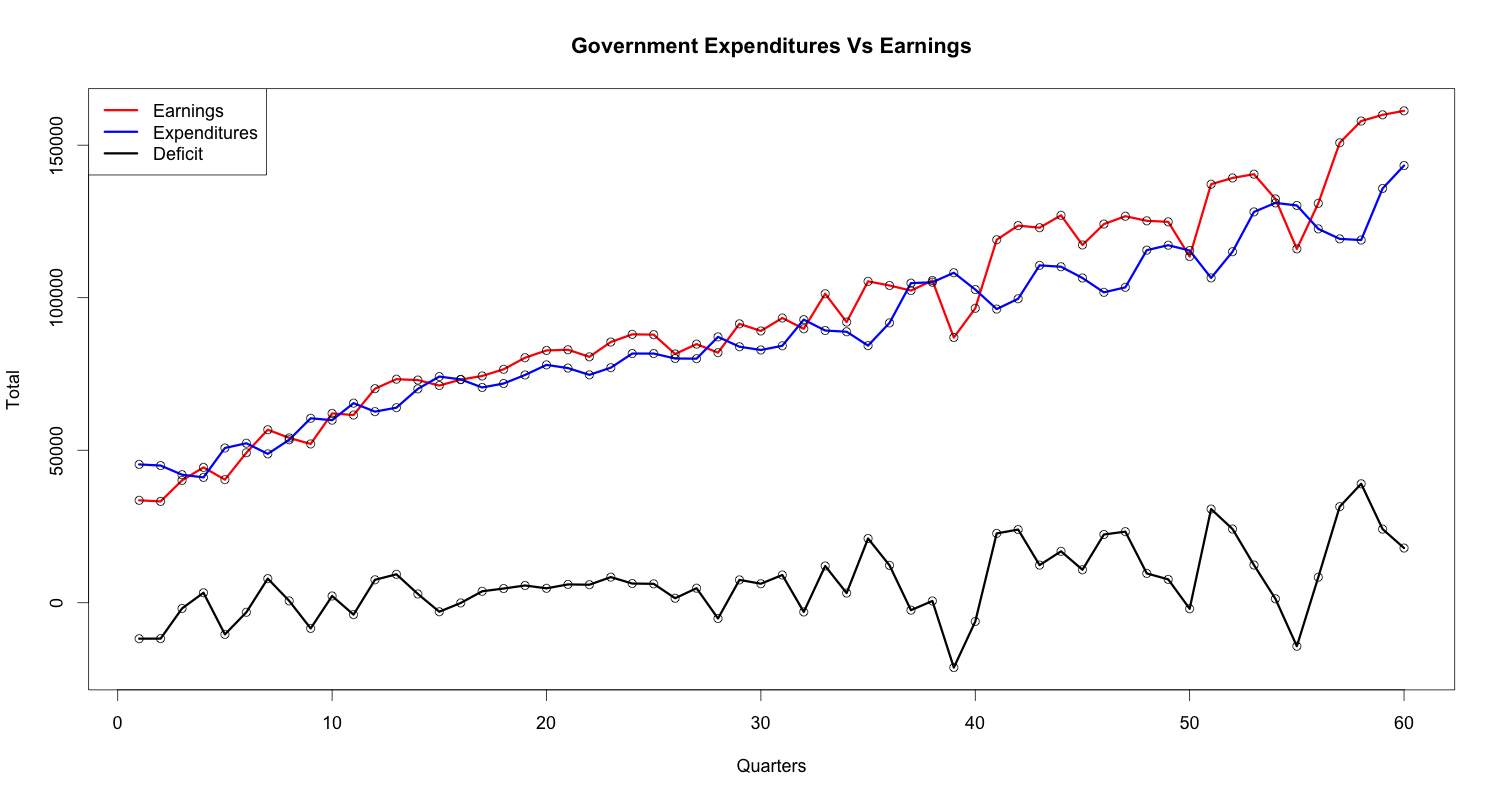 Government Expenditures Vs Earnings
Earnings
Expenditures
Deficit
150000
100000
50000
0
Total
0 10 20 30 40 50 60
Quarters